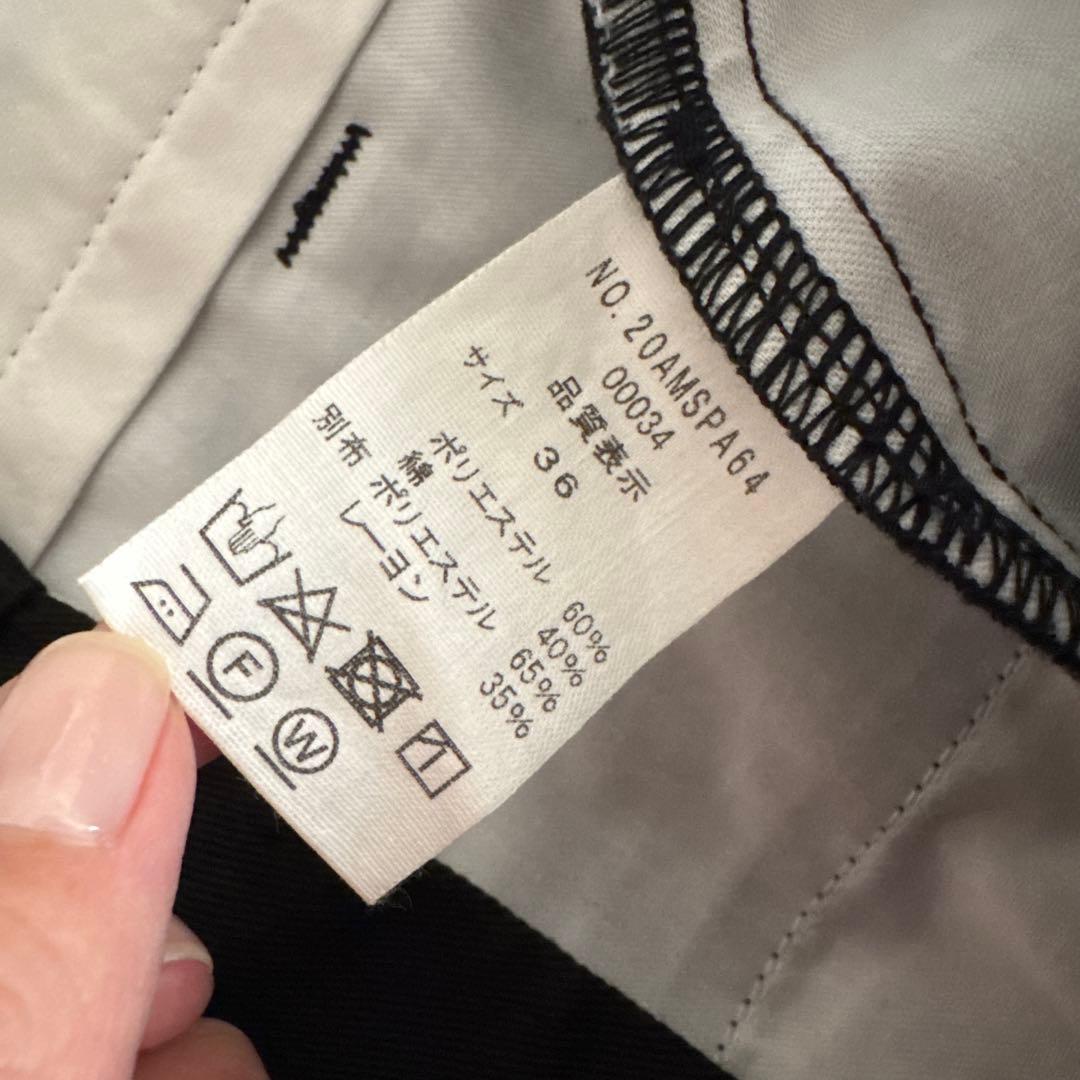 NO.20AMSPA64
00034
品質表示
サイズ 36
ポリエステル 60%
綿 40%
別布 ポリエステル 65%
レーヨン 35%
F
W